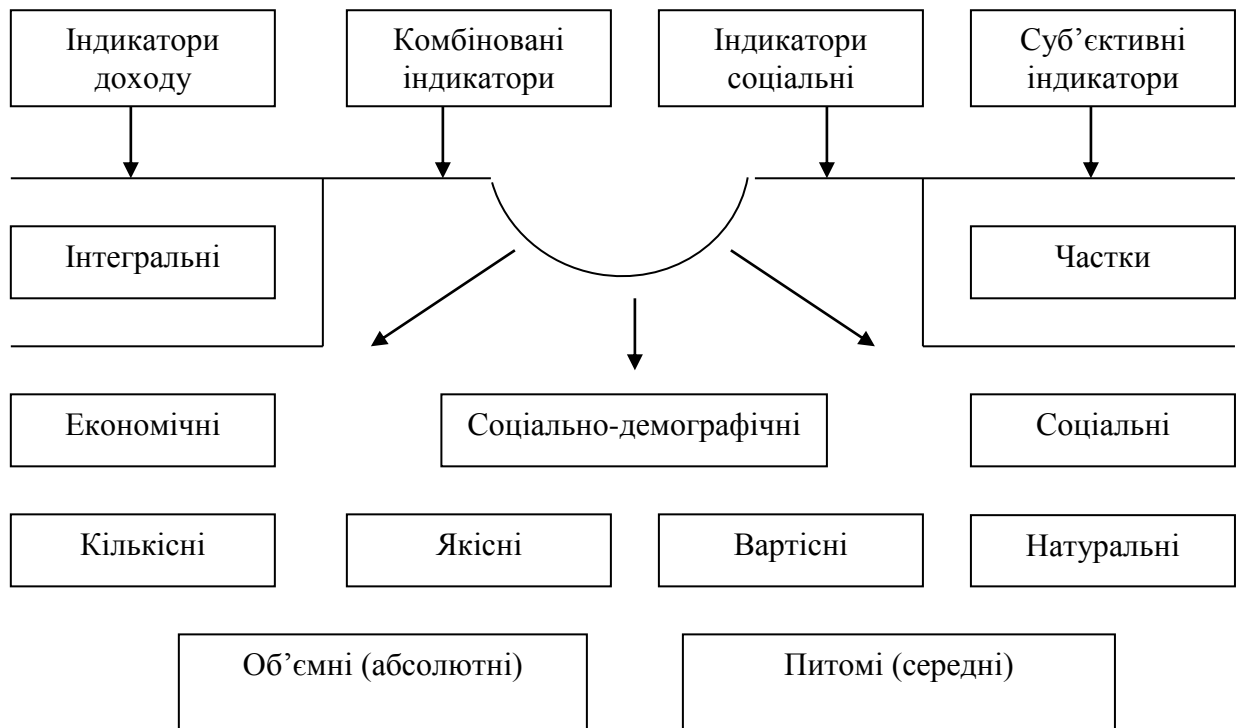 Індикатори
доходу
Комбіновані
індикатори
Індикатори
соціальні
Суб’єктивні
індикатори
Інтегральні
Частки
Економічні
Соціально-демографічні
Соціальні
Кількісні
Якісні
Вартісні
Натуральні
Об’ємні (абсолютні)
Питомі (середні)